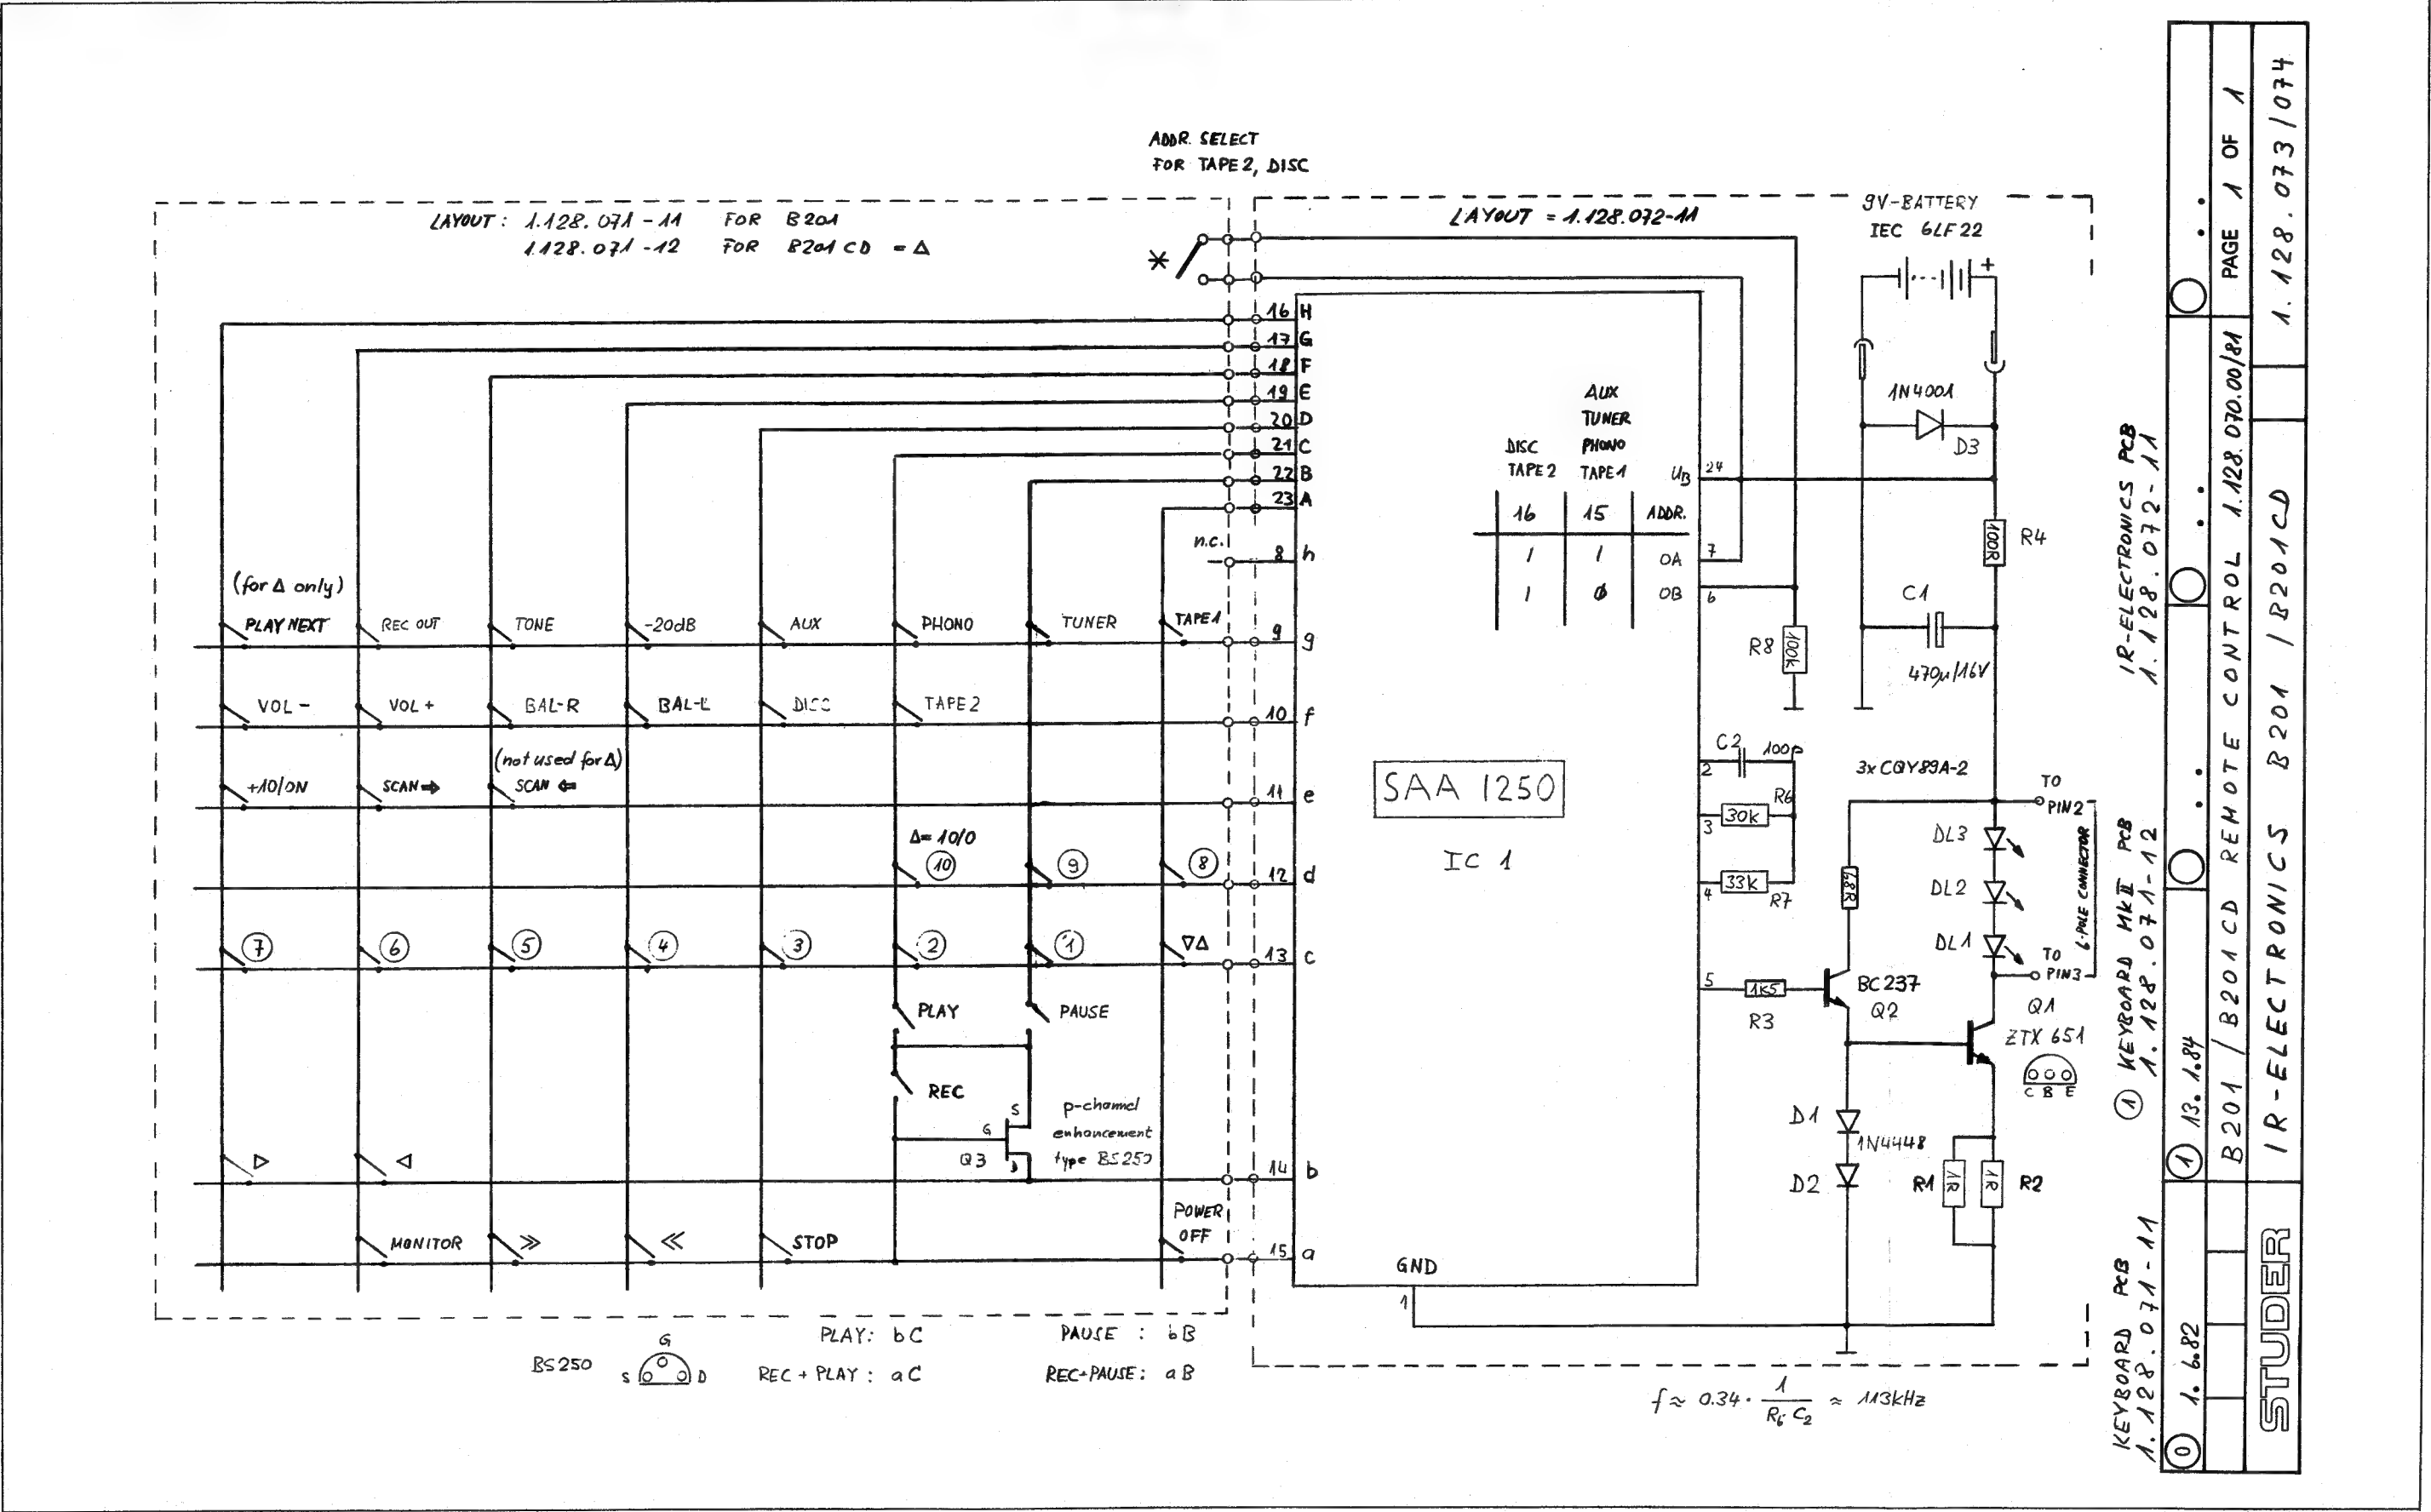 ADDR. SELECT
FOR TAPE 2, DISC
LAYOUT : 1.128.071-11 FOR B201
1.128.071-12 FOR B201 CD = Δ
*
LAYOUT = 1.128.072-11
9V-BATTERY
IEC 6LF22
+
16 H
17 G
18 F
19 E
20 D
21 C
22 B
23 A
n.c.
8 h
AUX
TUNER
DISC PHONO
TAPE 2 TAPE 1
16 15 ADDR.
1 1 OA
1 Ø OB
UB 24
7
6
1N4001
D3
100R R4
C1
470µ/16V
R8 100k
(for Δ only)
PLAY NEXT REC OUT TONE -20dB AUX PHONO TUNER TAPE 1
9 g
VOL - VOL + BAL-R BAL-L DISC TAPE 2
10 f
(not used for Δ)
+10/ON SCAN ⇒ SCAN ⇐
11 e
Δ= 10/0
10 9 8
12 d
7 6 5 4 3 2 1 ∇Δ
13 c
SAA 1250
IC 1
C2 100p
2
R6
3 30k
4 33k
R7
3x CQY89A-2
TO
PIN 2
DL3
DL2
DL1
TO
PIN 3
6-POLE CONNECTOR
68R
5 1k5
R3
BC 237
Q2
Q1
ZTX 651
C B E
PLAY PAUSE
REC
S
G
D
Q3
p-channel
enhancement
type BS250
▷ ◁
14 b
D1
1N4448
D2
R1 1R 1R R2
POWER
OFF
MONITOR >> << STOP
15 a
GND
1
PLAY: bC PAUSE : bB
REC + PLAY : aC REC+PAUSE: aB
BS250
G
S D
f ≈ 0.34 · 1 / R6 C2 ≈ 113kHz
IR-ELECTRONICS PCB
1.128.072-11
1 KEYBOARD MK II PCB
1.128.071-12
KEYBOARD PCB
1.128.071-11
0 1.6.82
1 13.1.84
B201 / B201CD REMOTE CONTROL 1.128.070.00/81
PAGE 1 OF 1
STUDER
IR-ELECTRONICS B201 / B201CD
1.128.073/074